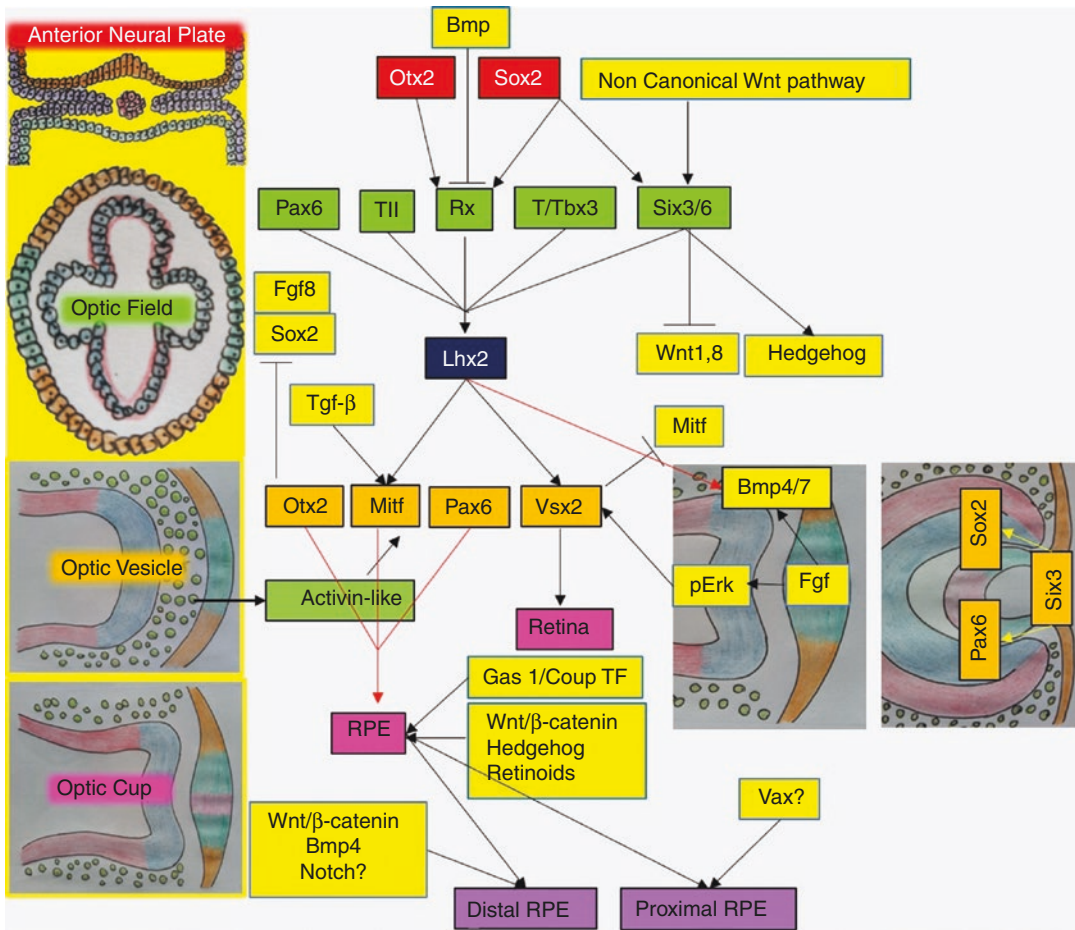 Anterior Neural Plate
Bmp
Otx2
Sox2
Non Canonical Wnt pathway
Pax6
TII
Rx
T/Tbx3
Six3/6
Optic Field
Fgf8
Sox2
Lhx2
Wnt1,8
Hedgehog
Tgf-β
Mitf
Optic Vesicle
Otx2
Mitf
Pax6
Vsx2
Bmp4/7
Sox2
Six3
Pax6
pErk
Fgf
Activin-like
Retina
Gas 1/Coup TF
RPE
Wnt/β-catenin
Hedgehog
Retinoids
Optic Cup
Vax?
Wnt/β-catenin
Bmp4
Notch?
Distal RPE
Proximal RPE